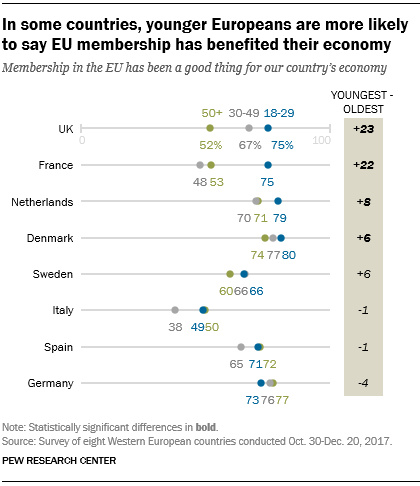 In some countries, younger Europeans are more likely
to say EU membership has benefited their economy
Membership in the EU has been a good thing for our country's economy
YOUNGEST -
OLDEST
50+ 30-49 18-29
UK +23
0 52% 67% 75% 100
France +22
48 53 75
Netherlands +8
70 71 79
Denmark +6
74 77 80
Sweden +6
60 66 66
Italy -1
38 49 50
Spain -1
65 71 72
Germany -4
73 76 77
Note: Statistically significant differences in bold.
Source: Survey of eight Western European countries conducted Oct. 30-Dec. 20, 2017.
PEW RESEARCH CENTER